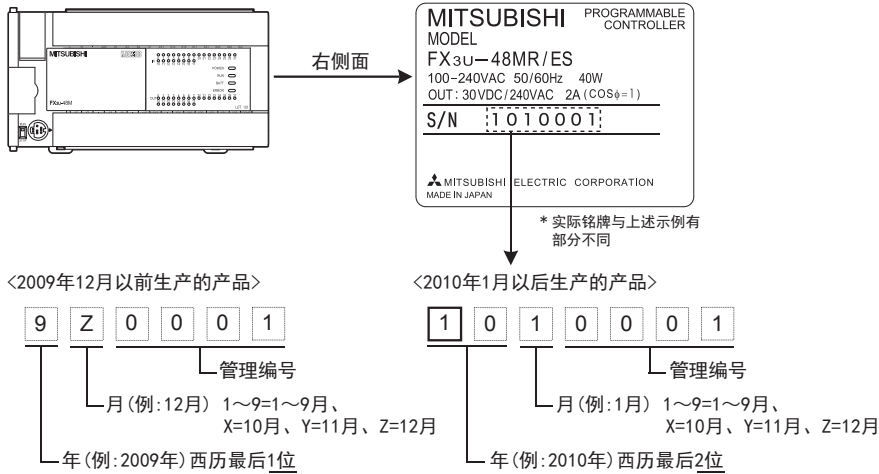 MITSUBISHI
POWER
RUN
BATT
ERROR
IN
OUT
FX3U-48M
右侧面
MITSUBISHI PROGRAMMABLE CONTROLLER
MODEL
FX3U-48MR/ES
100-240VAC 50/60Hz 40W
OUT: 30VDC/240VAC 2A(COSφ=1)
S/N 1010001
MITSUBISHI ELECTRIC CORPORATION
MADE IN JAPAN
*实际铭牌与上述示例有
部分不同
<2009年12月以前生产的产品>
9 Z 0 0 0 1
管理编号
月(例:12月) 1～9=1～9月、
X=10月、Y=11月、Z=12月
年(例:2009年)西历最后1位
<2010年1月以后生产的产品>
1 0 1 0 0 0 1
管理编号
月(例:1月) 1～9=1～9月、
X=10月、Y=11月、Z=12月
年(例:2010年)西历最后2位